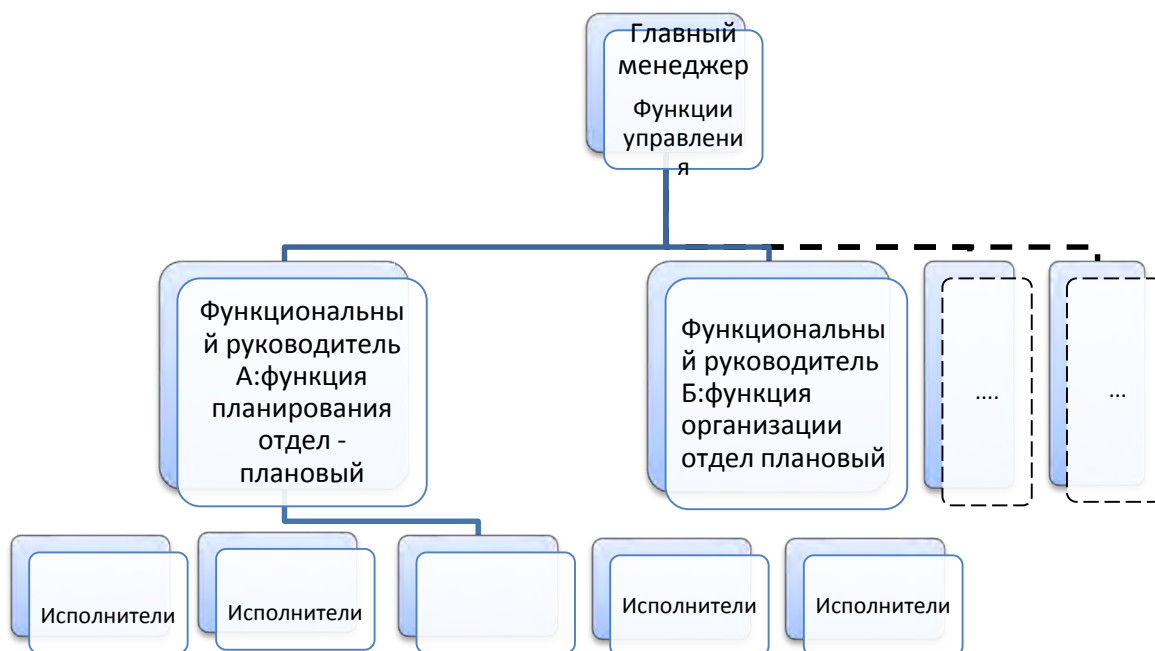 Главный
менеджер
Функции
управлени
я
Функциональны
й руководитель
А:функция
планирования
отдел -
плановый
Функциональны
й руководитель
Б:функция
организации
отдел плановый
....
...
Исполнители
Исполнители
Исполнители
Исполнители